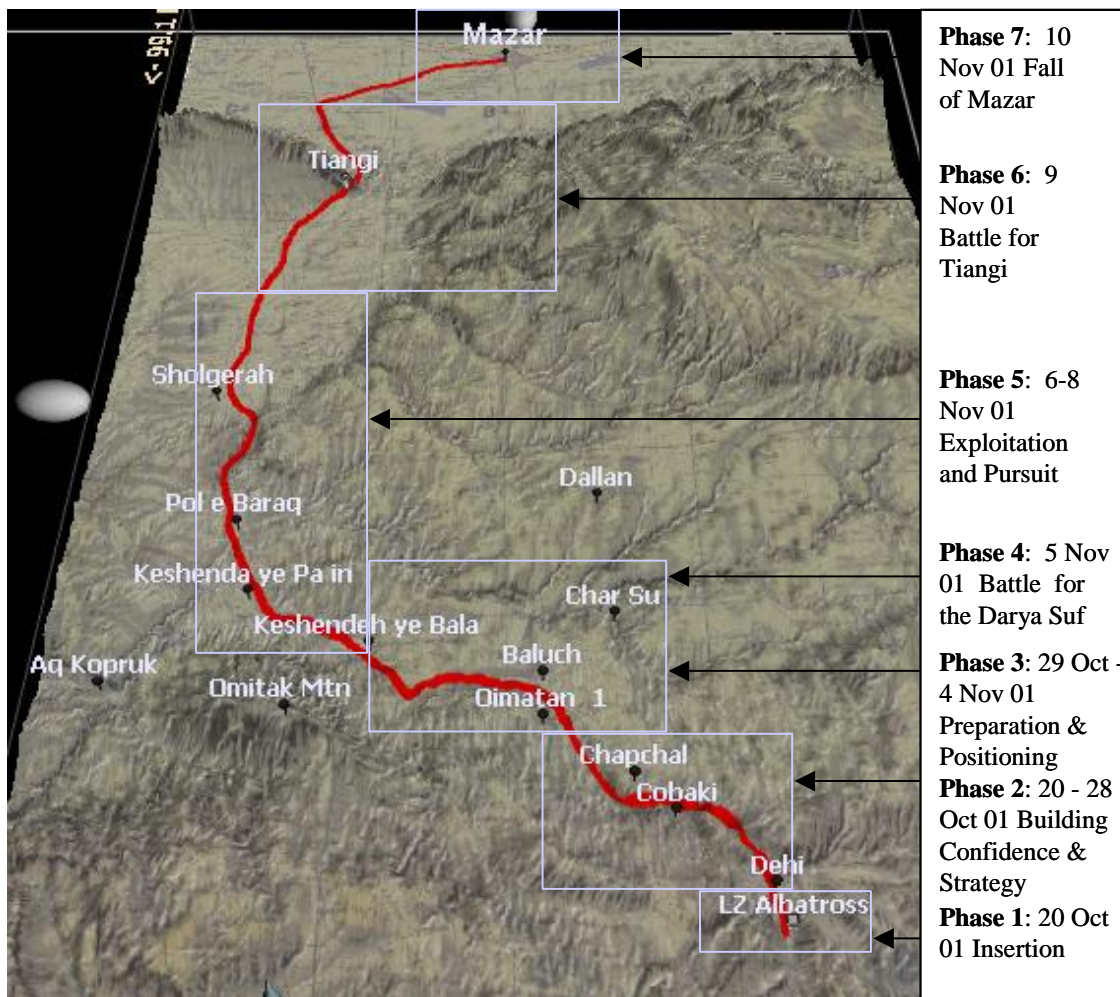 Mazar
Tiangi
Sholgerah
Dallan
Pol e Baraq
Keshenda ye Pa in
Char Su
Keshendeh ye Bala
Baluch
Aq Kopruk
Omitak Mtn
Oimatan 1
Chapchal
Cobaki
Dehi
LZ Albatross
Phase 7: 10
Nov 01 Fall
of Mazar
Phase 6: 9
Nov 01
Battle for
Tiangi
Phase 5: 6-8
Nov 01
Exploitation
and Pursuit
Phase 4: 5 Nov
01 Battle for
the Darya Suf
Phase 3: 29 Oct -
4 Nov 01
Preparation &
Positioning
Phase 2: 20 - 28
Oct 01 Building
Confidence &
Strategy
Phase 1: 20 Oct
01 Insertion